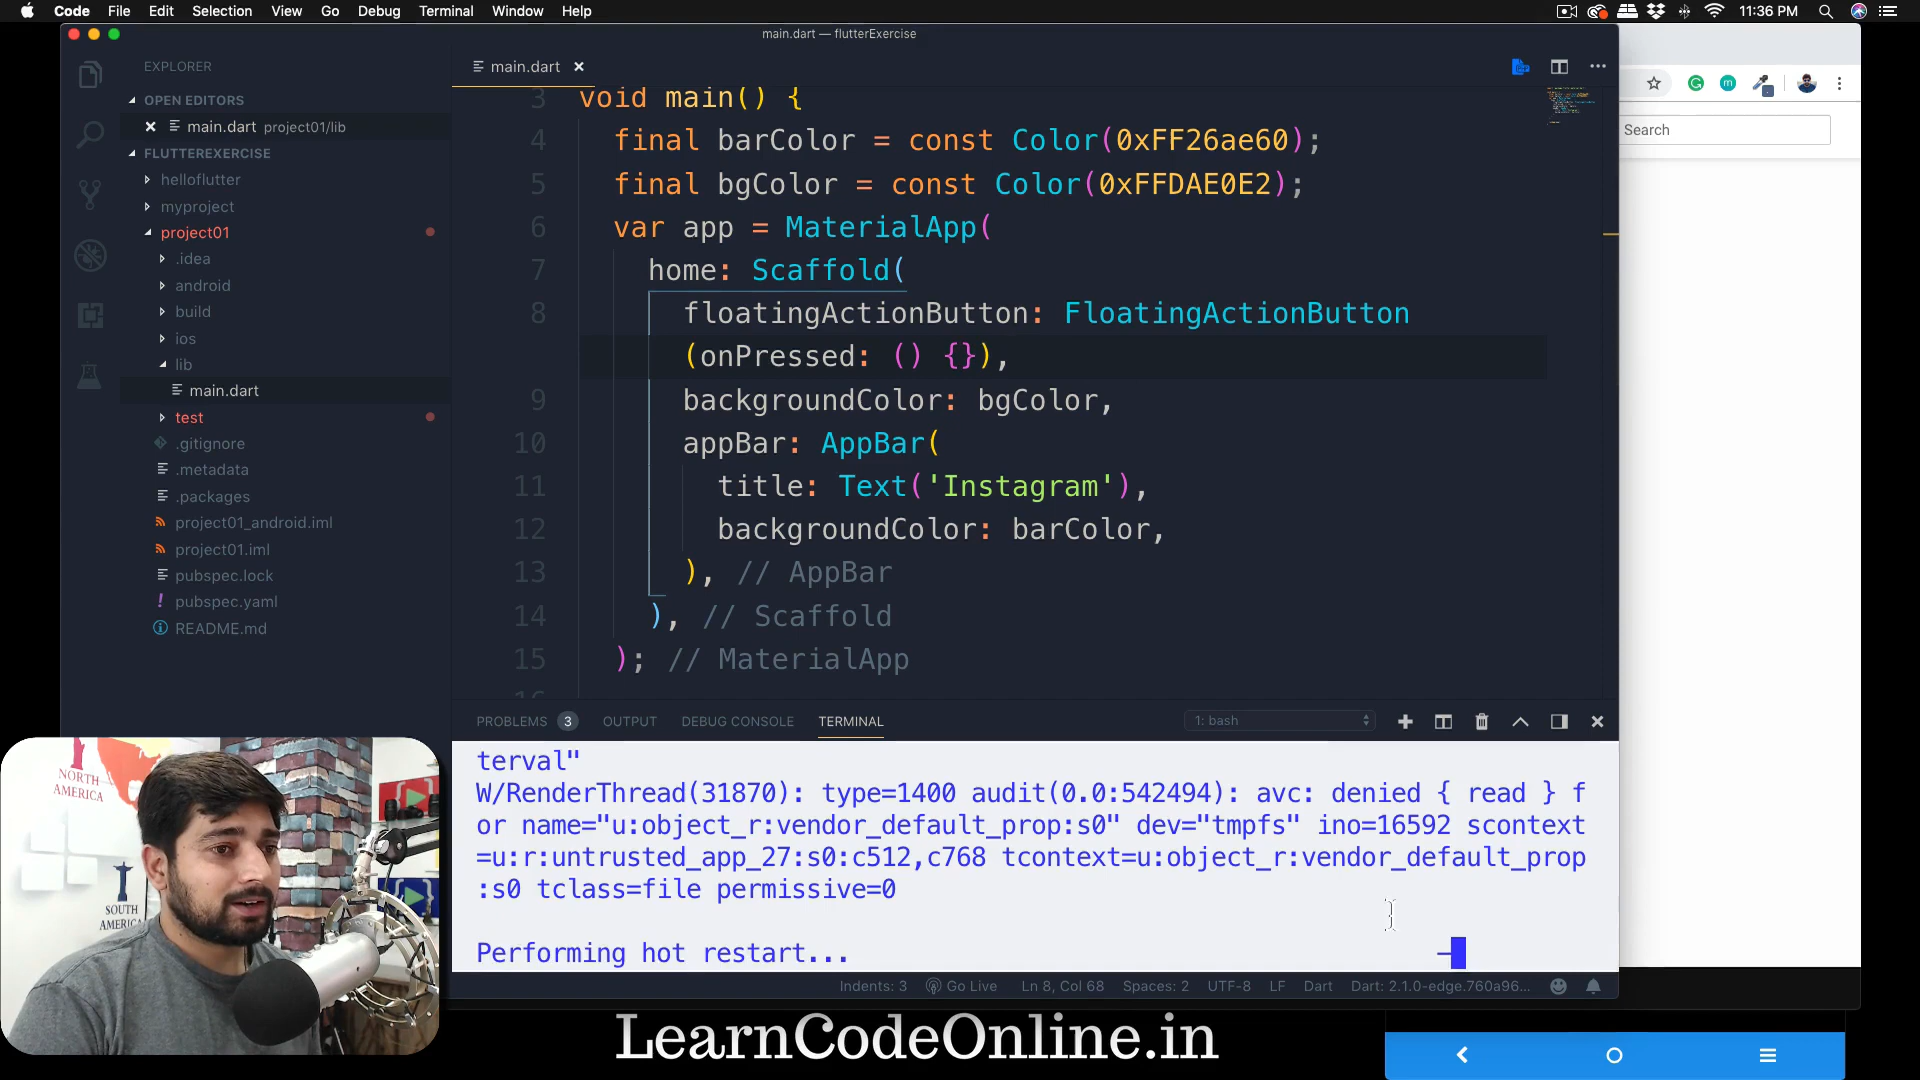 Code File Edit Selection View Go Debug Terminal Window Help 11:36 PM
main.dart — flutterExercise
EXPLORER
main.dart
OPEN EDITORS
main.dart project01/lib
FLUTTEREXERCISE
helloflutter
myproject
project01
.idea
android
build
ios
lib
main.dart
test
.gitignore
.metadata
.packages
project01_android.iml
project01.iml
pubspec.lock
pubspec.yaml
README.md
3 void main() {
4 final barColor = const Color(0xFF26ae60);
5 final bgColor = const Color(0xFFDAE0E2);
6 var app = MaterialApp(
7 home: Scaffold(
8 floatingActionButton: FloatingActionButton
(onPressed: () {}),
9 backgroundColor: bgColor,
10 appBar: AppBar(
11 title: Text('Instagram'),
12 backgroundColor: barColor,
13 ), // AppBar
14 ), // Scaffold
15 ); // MaterialApp
Search
PROBLEMS 3 OUTPUT DEBUG CONSOLE TERMINAL 1: bash
terval"
W/RenderThread(31870): type=1400 audit(0.0:542494): avc: denied { read } f
or name="u:object_r:vendor_default_prop:s0" dev="tmpfs" ino=16592 scontext
=u:r:untrusted_app_27:s0:c512,c768 tcontext=u:object_r:vendor_default_prop
:s0 tclass=file permissive=0
Performing hot restart... –
Indents: 3 Go Live Ln 8, Col 68 Spaces: 2 UTF-8 LF Dart Dart: 2.1.0-edge.760a96...
NORTH
AMERICA
SOUTH
AMERICA
LearnCodeOnline.in